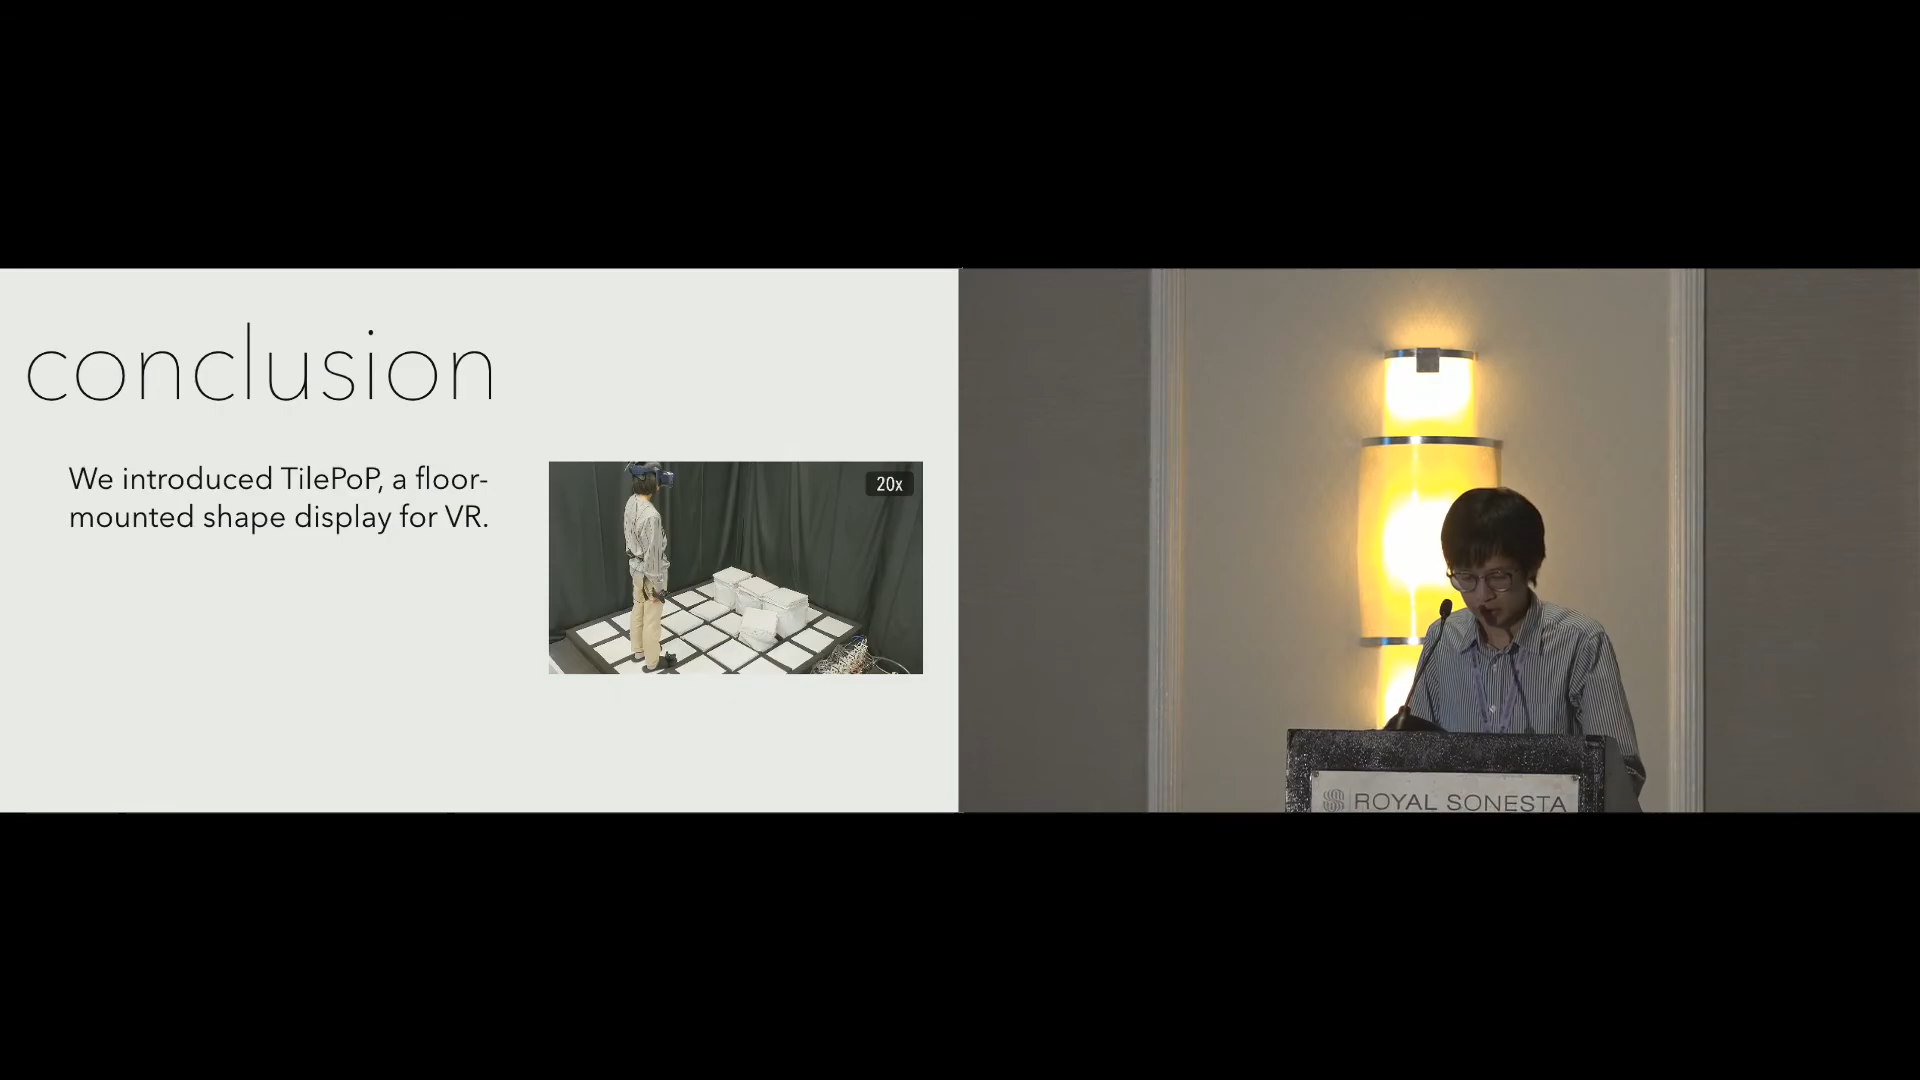 conclusion
We introduced TilePoP, a floor-
mounted shape display for VR.
20x
ROYAL SONESTA